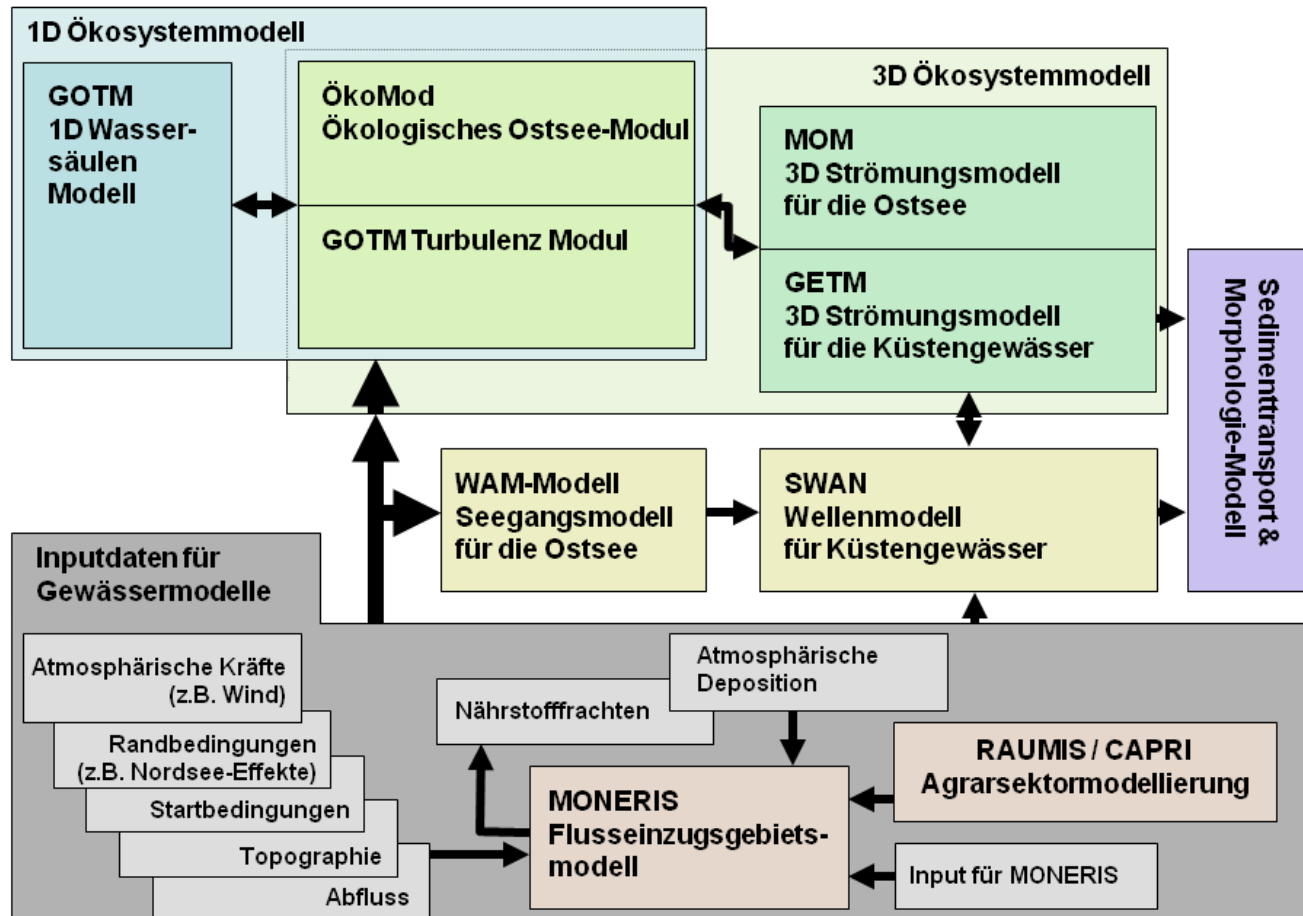 1D Ökosystemmodell
GOTM
1D Wasser-
säulen
Modell
ÖkoMod
Ökologisches Ostsee-Modul
GOTM Turbulenz Modul
3D Ökosystemmodell
MOM
3D Strömungsmodell
für die Ostsee
GETM
3D Strömungsmodell
für die Küstengewässer
Sedimenttransport &
Morphologie-Modell
WAM-Modell
Seegangsmodell
für die Ostsee
SWAN
Wellenmodell
für Küstengewässer
Inputdaten für
Gewässermodelle
Atmosphärische Kräfte
(z.B. Wind)
Randbedingungen
(z.B. Nordsee-Effekte)
Startbedingungen
Topographie
Abfluss
Nährstofffrachten
Atmosphärische
Deposition
MONERIS
Flusseinzugsgebiets-
modell
RAUMIS / CAPRI
Agrarsektormodellierung
Input für MONERIS